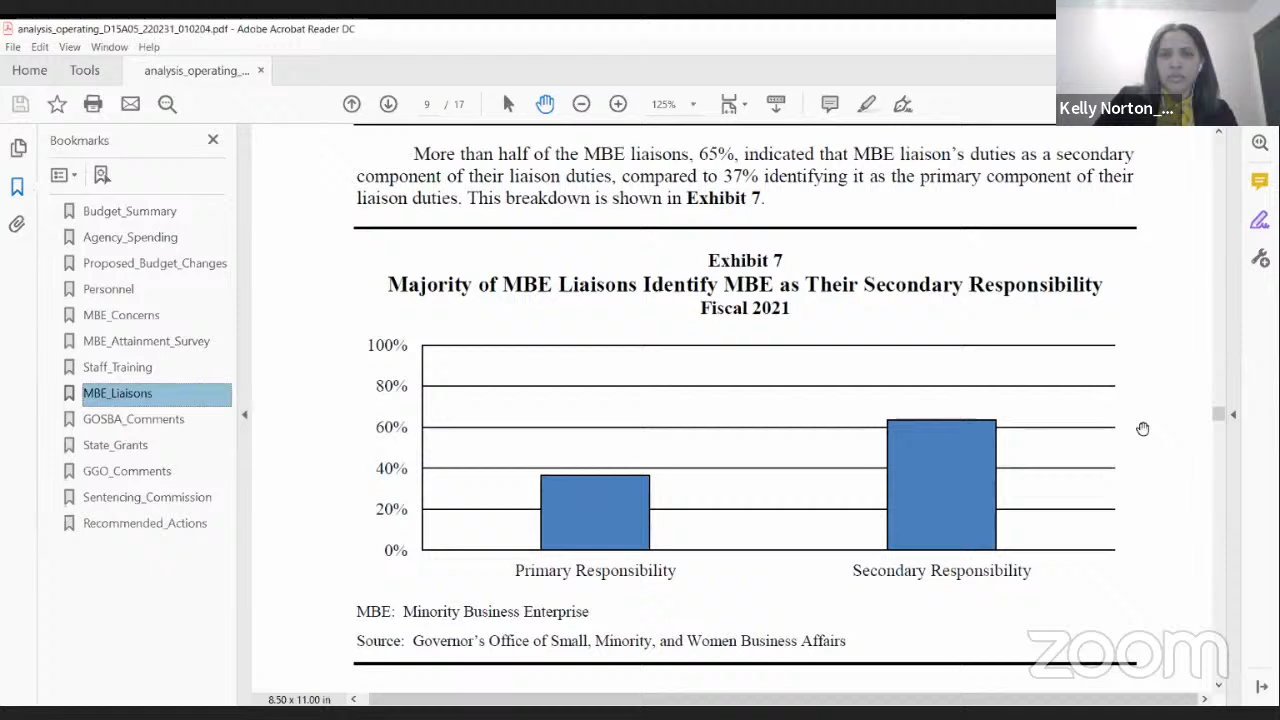 analysis_operating_D15A05_220231_010204.pdf - Adobe Acrobat Reader DC
File Edit View Window Help
Home Tools analysis_operating_... ×
9 / 17 125%
Kelly Norton_...
Bookmarks
Budget_Summary
Agency_Spending
Proposed_Budget_Changes
Personnel
MBE_Concerns
MBE_Attainment_Survey
Staff_Training
MBE_Liaisons
GOSBA_Comments
State_Grants
GGO_Comments
Sentencing_Commission
Recommended_Actions
More than half of the MBE liaisons, 65%, indicated that MBE liaison's duties as a secondary
component of their liaison duties, compared to 37% identifying it as the primary component of their
liaison duties. This breakdown is shown in Exhibit 7.
Exhibit 7
Majority of MBE Liaisons Identify MBE as Their Secondary Responsibility
Fiscal 2021
100%
80%
60%
40%
20%
0%
Primary Responsibility Secondary Responsibility
MBE: Minority Business Enterprise
Source: Governor's Office of Small, Minority, and Women Business Affairs
8.50 x 11.00 in
zoom